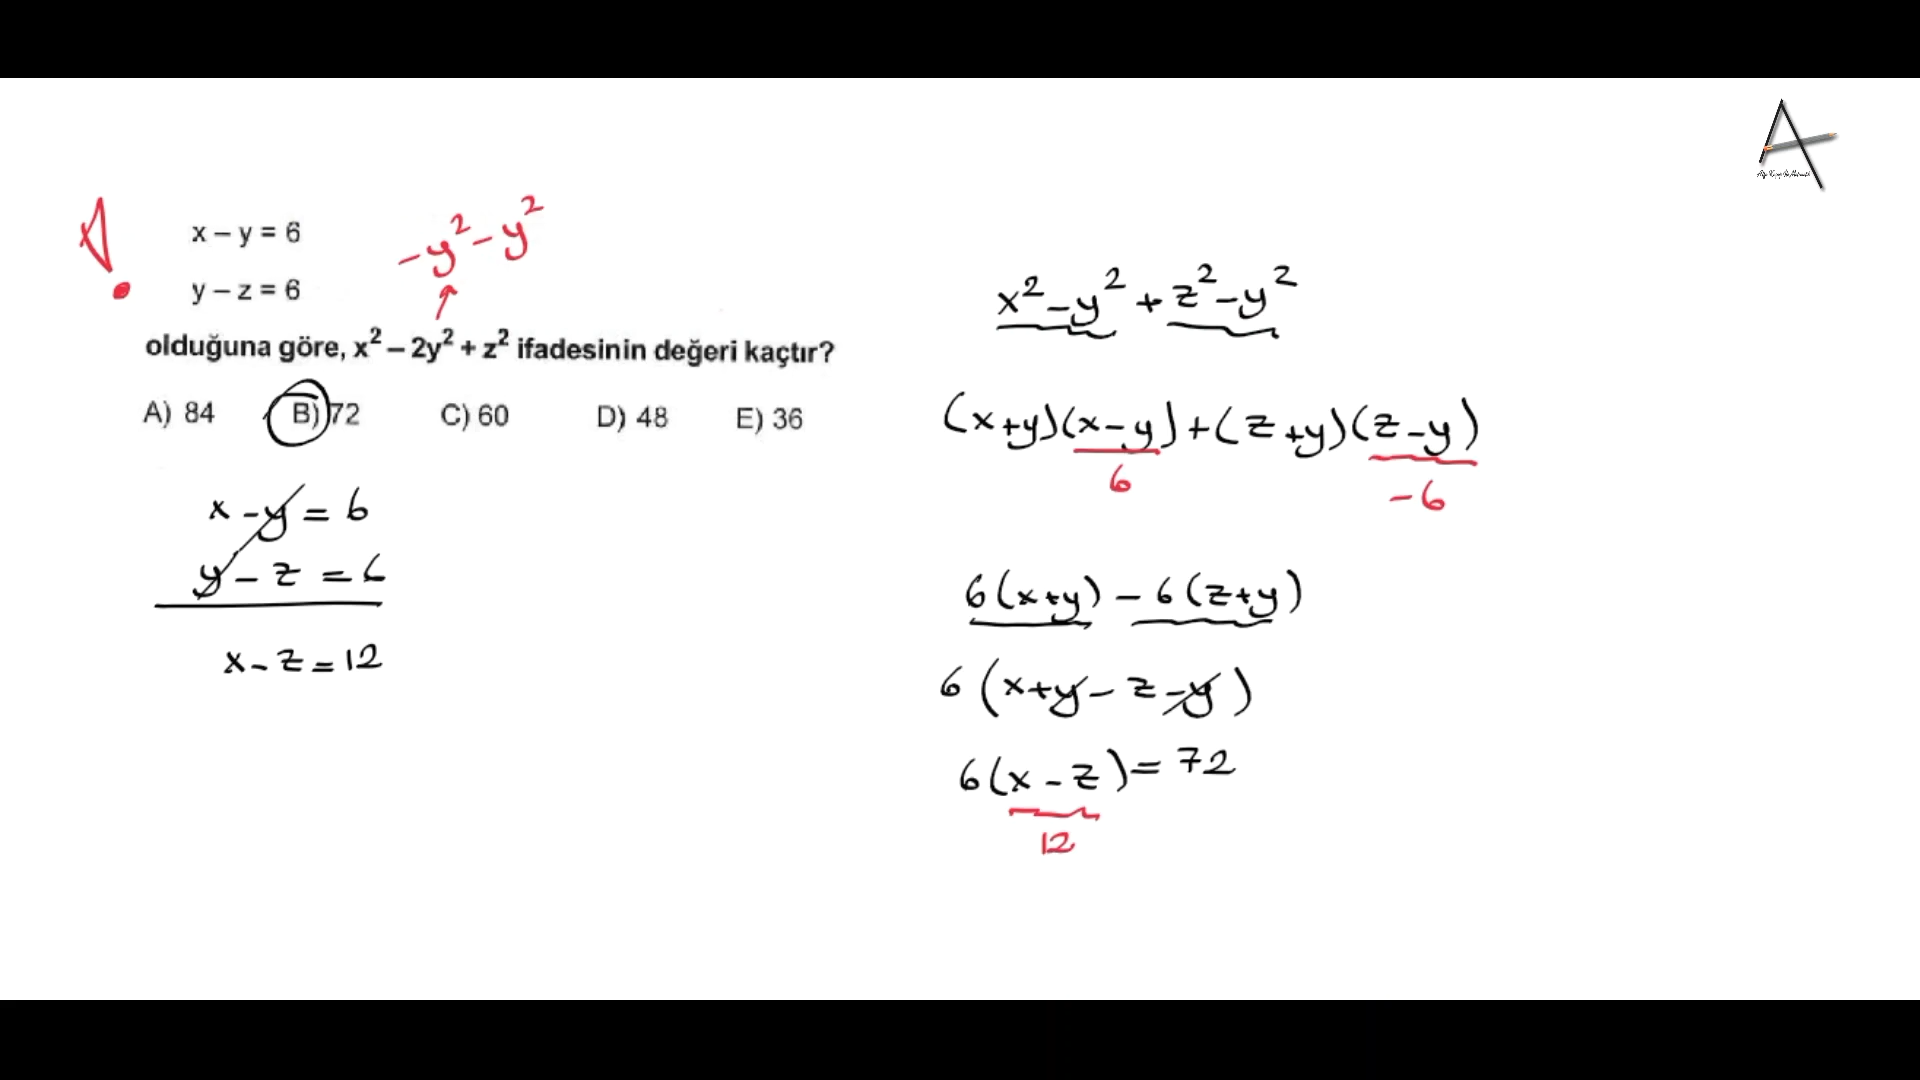 x – y = 6
-y² - y²
y – z = 6
olduğuna göre, x² – 2y² + z² ifadesinin değeri kaçtır?
A) 84 B) 72 C) 60 D) 48 E) 36
x - y = 6
y - z = 6
x - z = 12
x² - y² + z² - y²
(x+y)(x-y) + (z+y)(z-y)
6 -6
6(x+y) - 6(z+y)
6(x+y - z - y)
6(x - z) = 72
12